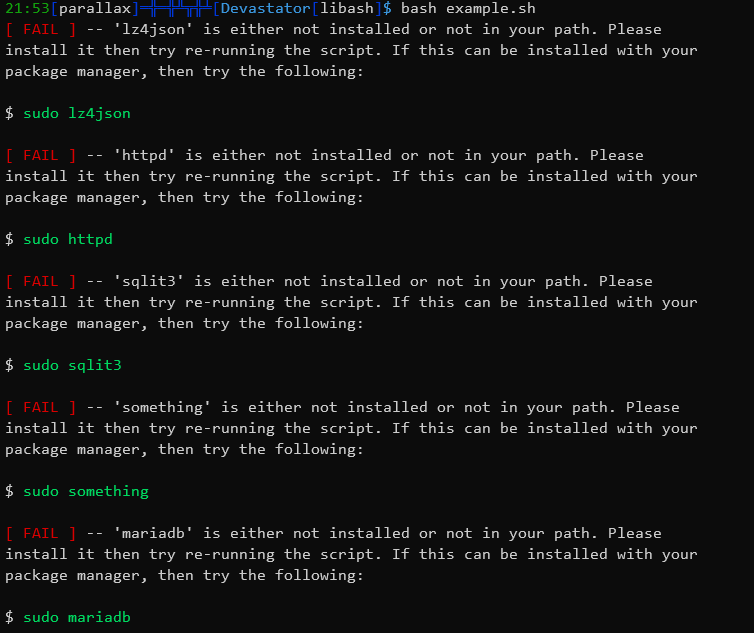 21:53[parallax]═╬═╬╩╦╬╩[Devastator[libash]$ bash example.sh
[ FAIL ] -- 'lz4json' is either not installed or not in your path. Please
install it then try re-running the script. If this can be installed with your
package manager, then try the following:
$ sudo lz4json
[ FAIL ] -- 'httpd' is either not installed or not in your path. Please
install it then try re-running the script. If this can be installed with your
package manager, then try the following:
$ sudo httpd
[ FAIL ] -- 'sqlit3' is either not installed or not in your path. Please
install it then try re-running the script. If this can be installed with your
package manager, then try the following:
$ sudo sqlit3
[ FAIL ] -- 'something' is either not installed or not in your path. Please
install it then try re-running the script. If this can be installed with your
package manager, then try the following:
$ sudo something
[ FAIL ] -- 'mariadb' is either not installed or not in your path. Please
install it then try re-running the script. If this can be installed with your
package manager, then try the following:
$ sudo mariadb